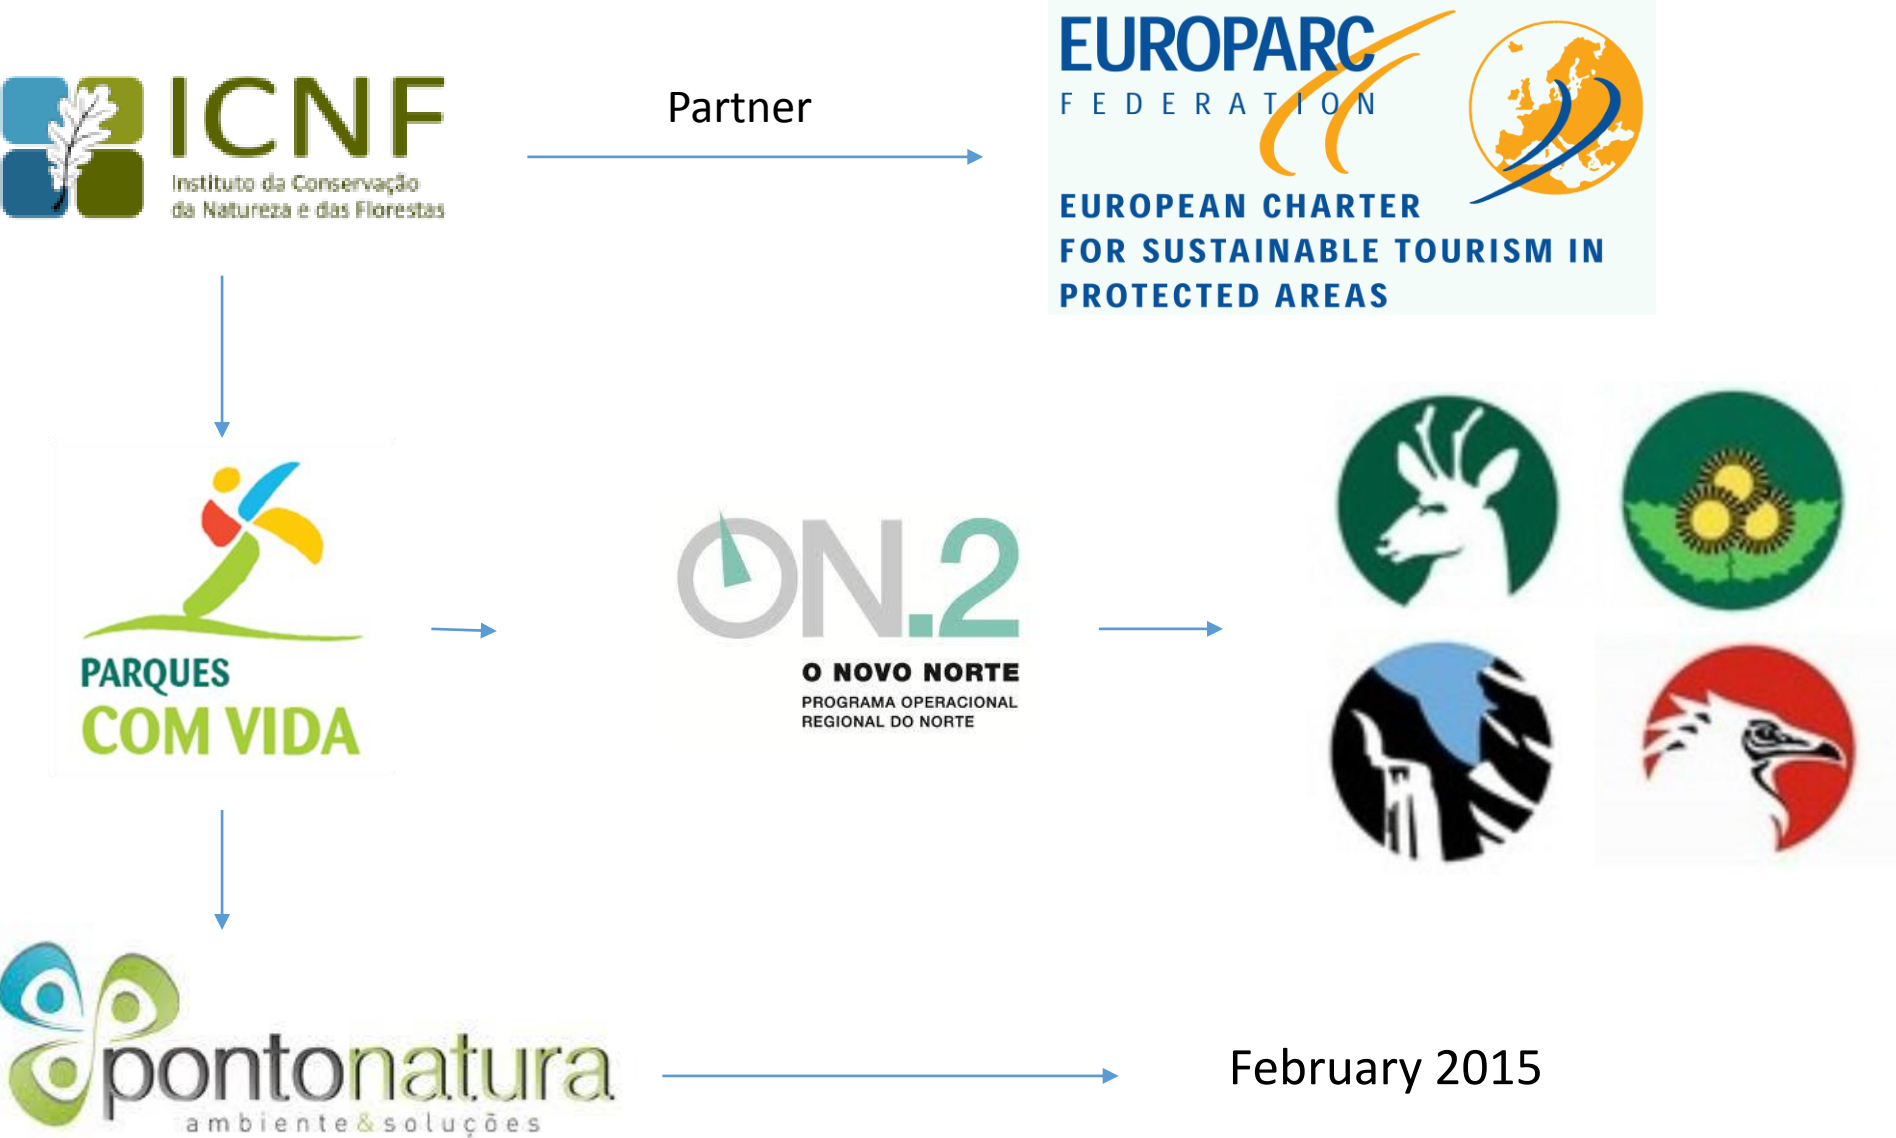 ICNF
Instituto da Conservação
da Natureza e das Florestas
Partner
EUROPARC
FEDERATION
EUROPEAN CHARTER
FOR SUSTAINABLE TOURISM IN
PROTECTED AREAS
PARQUES
COM VIDA
ON.2
O NOVO NORTE
PROGRAMA OPERACIONAL
REGIONAL DO NORTE
pontonatura
ambiente&soluções
February 2015